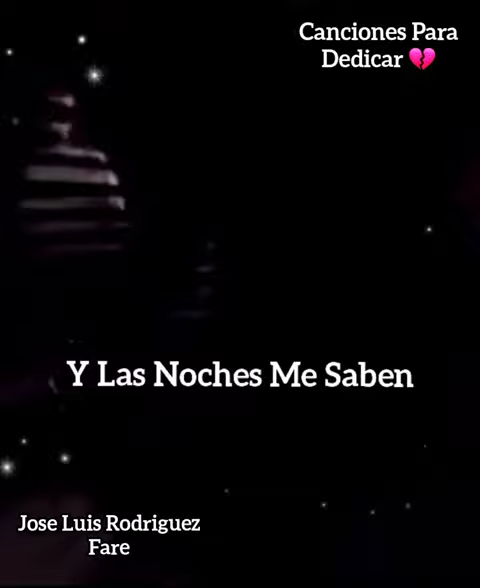 Canciones Para
Dedicar 💔
Y Las Noches Me Saben
Jose Luis Rodriguez
Fare